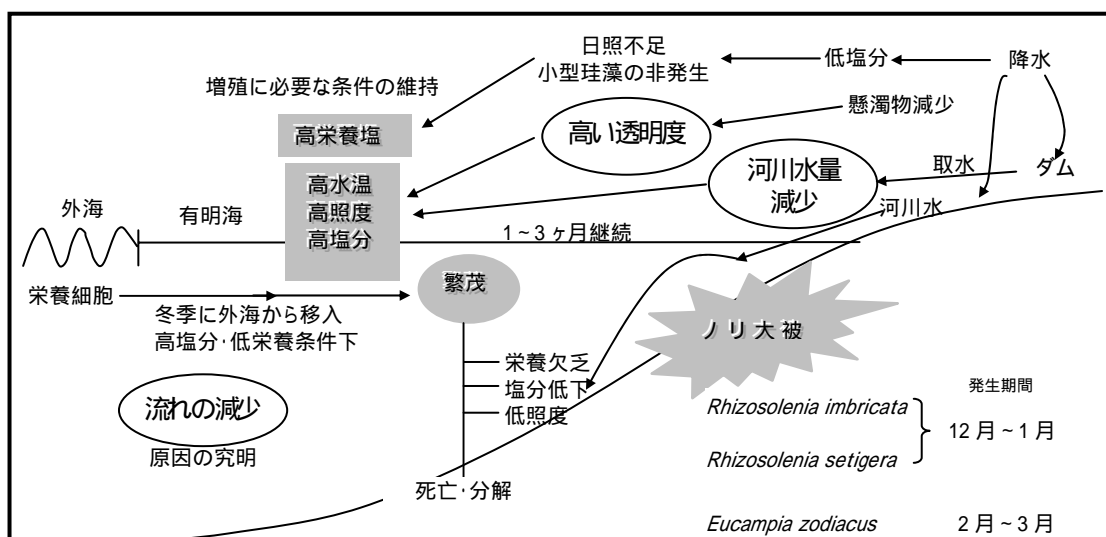 日照不足
小型珪藻の非発生
低塩分
降水
増殖に必要な条件の維持
懸濁物減少
高栄養塩
高い透明度
高水温
高照度
高塩分
河川水量
減少
取水
ダム
外海
有明海
河川水
1~3ヶ月継続
栄養細胞
繁茂
冬季に外海から移入
高塩分・低栄養条件下
ノリ大被
栄養欠乏
塩分低下
低照度
流れの減少
原因の究明
死亡・分解
発生期間
Rhizosolenia imbricata
12月~1月
Rhizosolenia setigera
Eucampia zodiacus 2月~3月